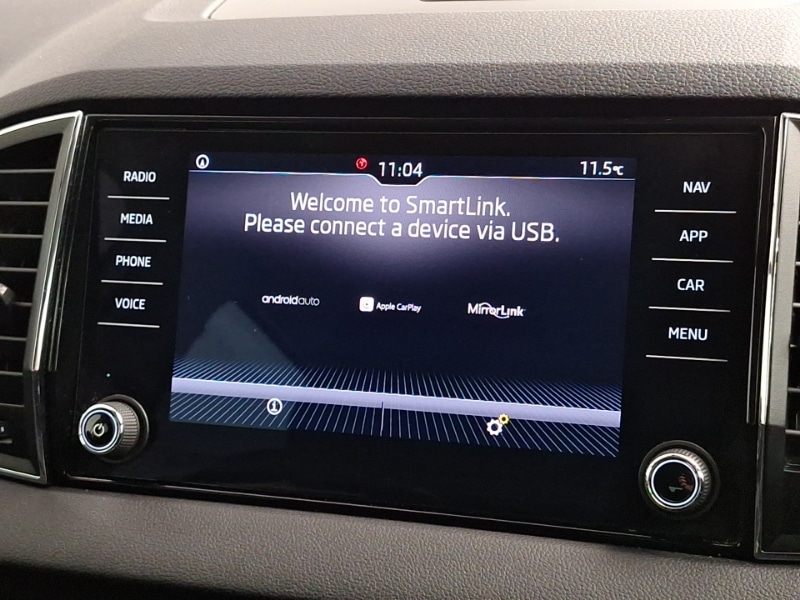 11:04
11.5°C
RADIO
MEDIA
PHONE
VOICE
Welcome to SmartLink.
Please connect a device via USB.
androidauto
Apple CarPlay
MirrorLink
NAV
APP
CAR
MENU